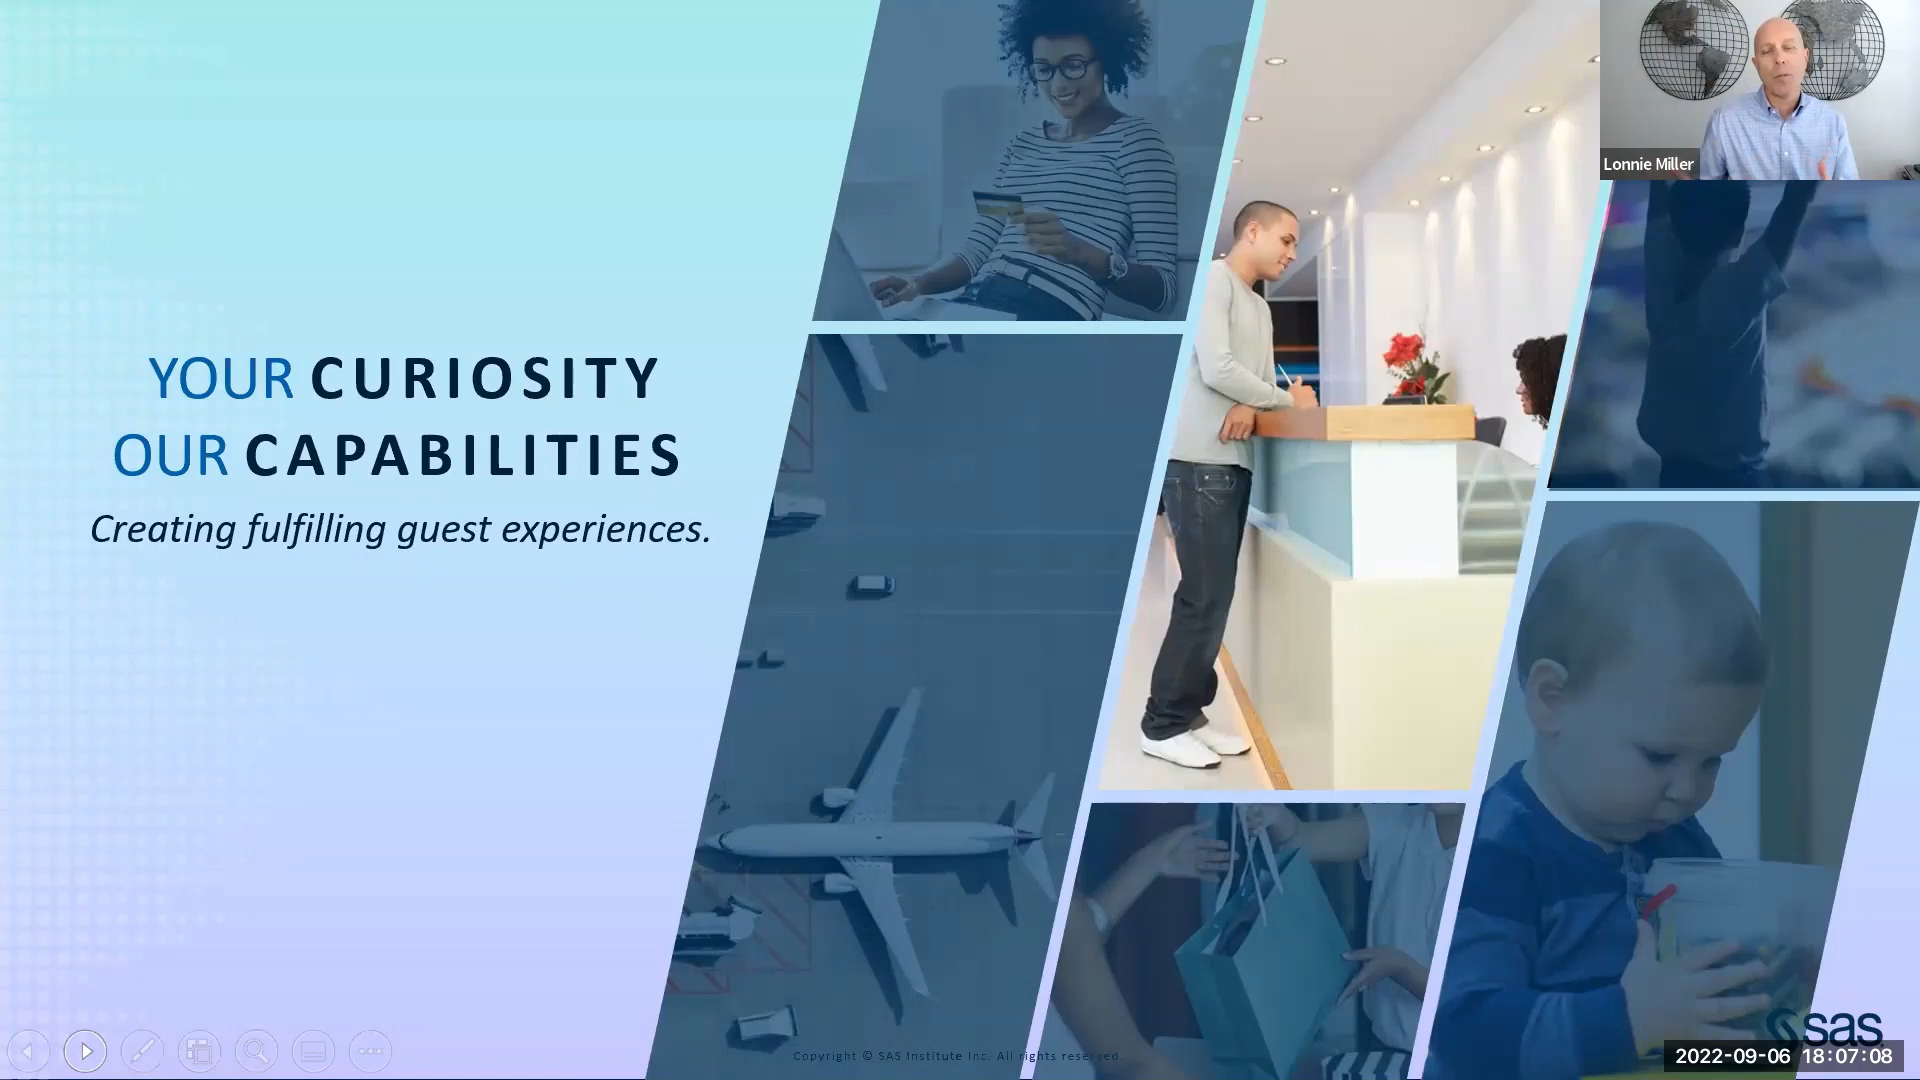 Lonnie Miller
YOUR CURIOSITY
OUR CAPABILITIES
Creating fulfilling guest experiences.
sas
Copyright © SAS Institute Inc. All rights reserved.
2022-09-06 18:07:08